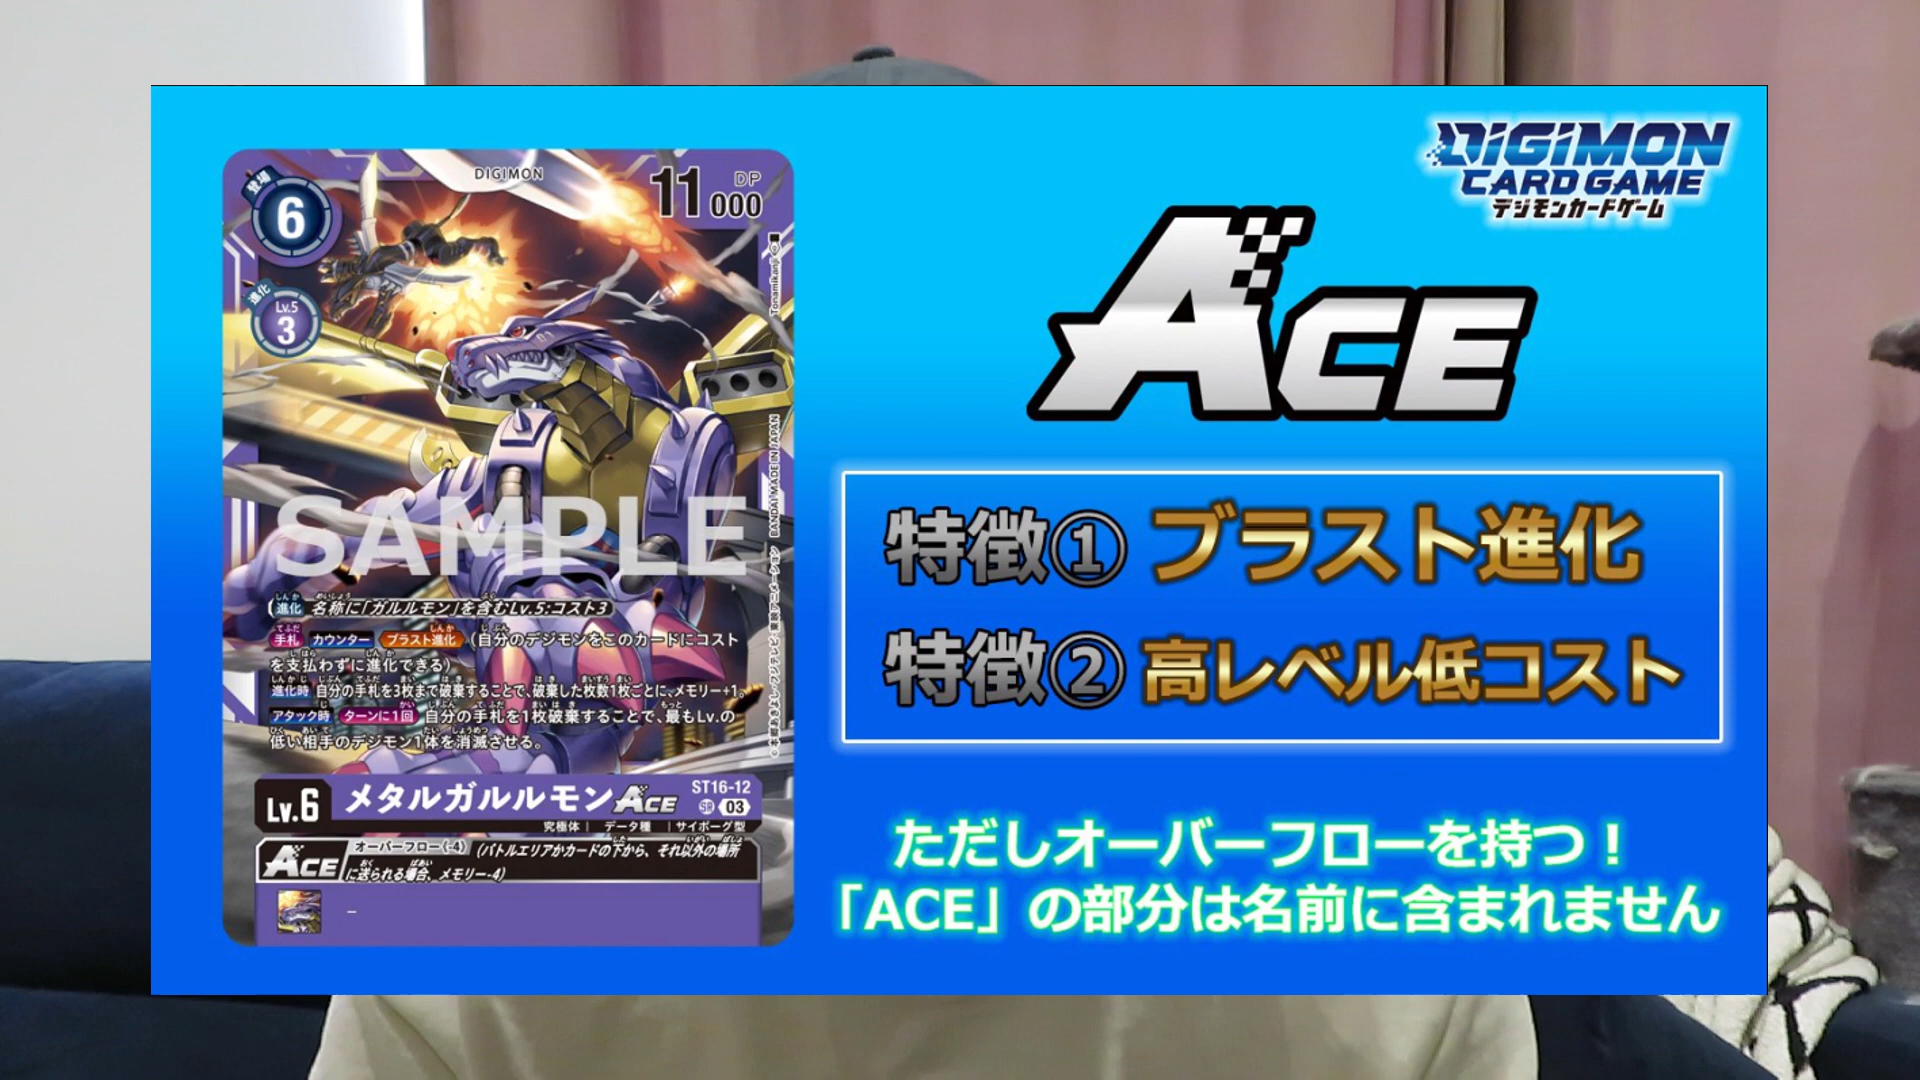 DIGIMON
CARD GAME
デジモンカードゲーム
登場
6
進化
Lv.5
3
DIGIMON
11000
DP
Tonamikanji
BANDAI MADE IN JAPAN
SAMPLE
進化 名称に「ガルルモン」を含むLv.5:コスト3
手札 カウンター ブラスト進化 (自分のデジモンをこのカードにコスト
を支払わずに進化できる)
進化時 自分の手札を3枚まで破棄することで、破棄した枚数1枚ごとに、メモリー+1。
アタック時 ターンに1回 自分の手札を1枚破棄することで、最もLv.の
低い相手のデジモン1体を消滅させる。
Lv.6
メタルガルルモンACE
ST16-12
SR 03
究極体 | データ種 | サイボーグ型
ACE
オーバーフロー《-4》 (バトルエリアかカードの下から、それ以外の場所
に送られる場合、メモリー-4)
ACE
特徴① ブラスト進化
特徴② 高レベル低コスト
ただしオーバーフローを持つ!
「ACE」の部分は名前に含まれません